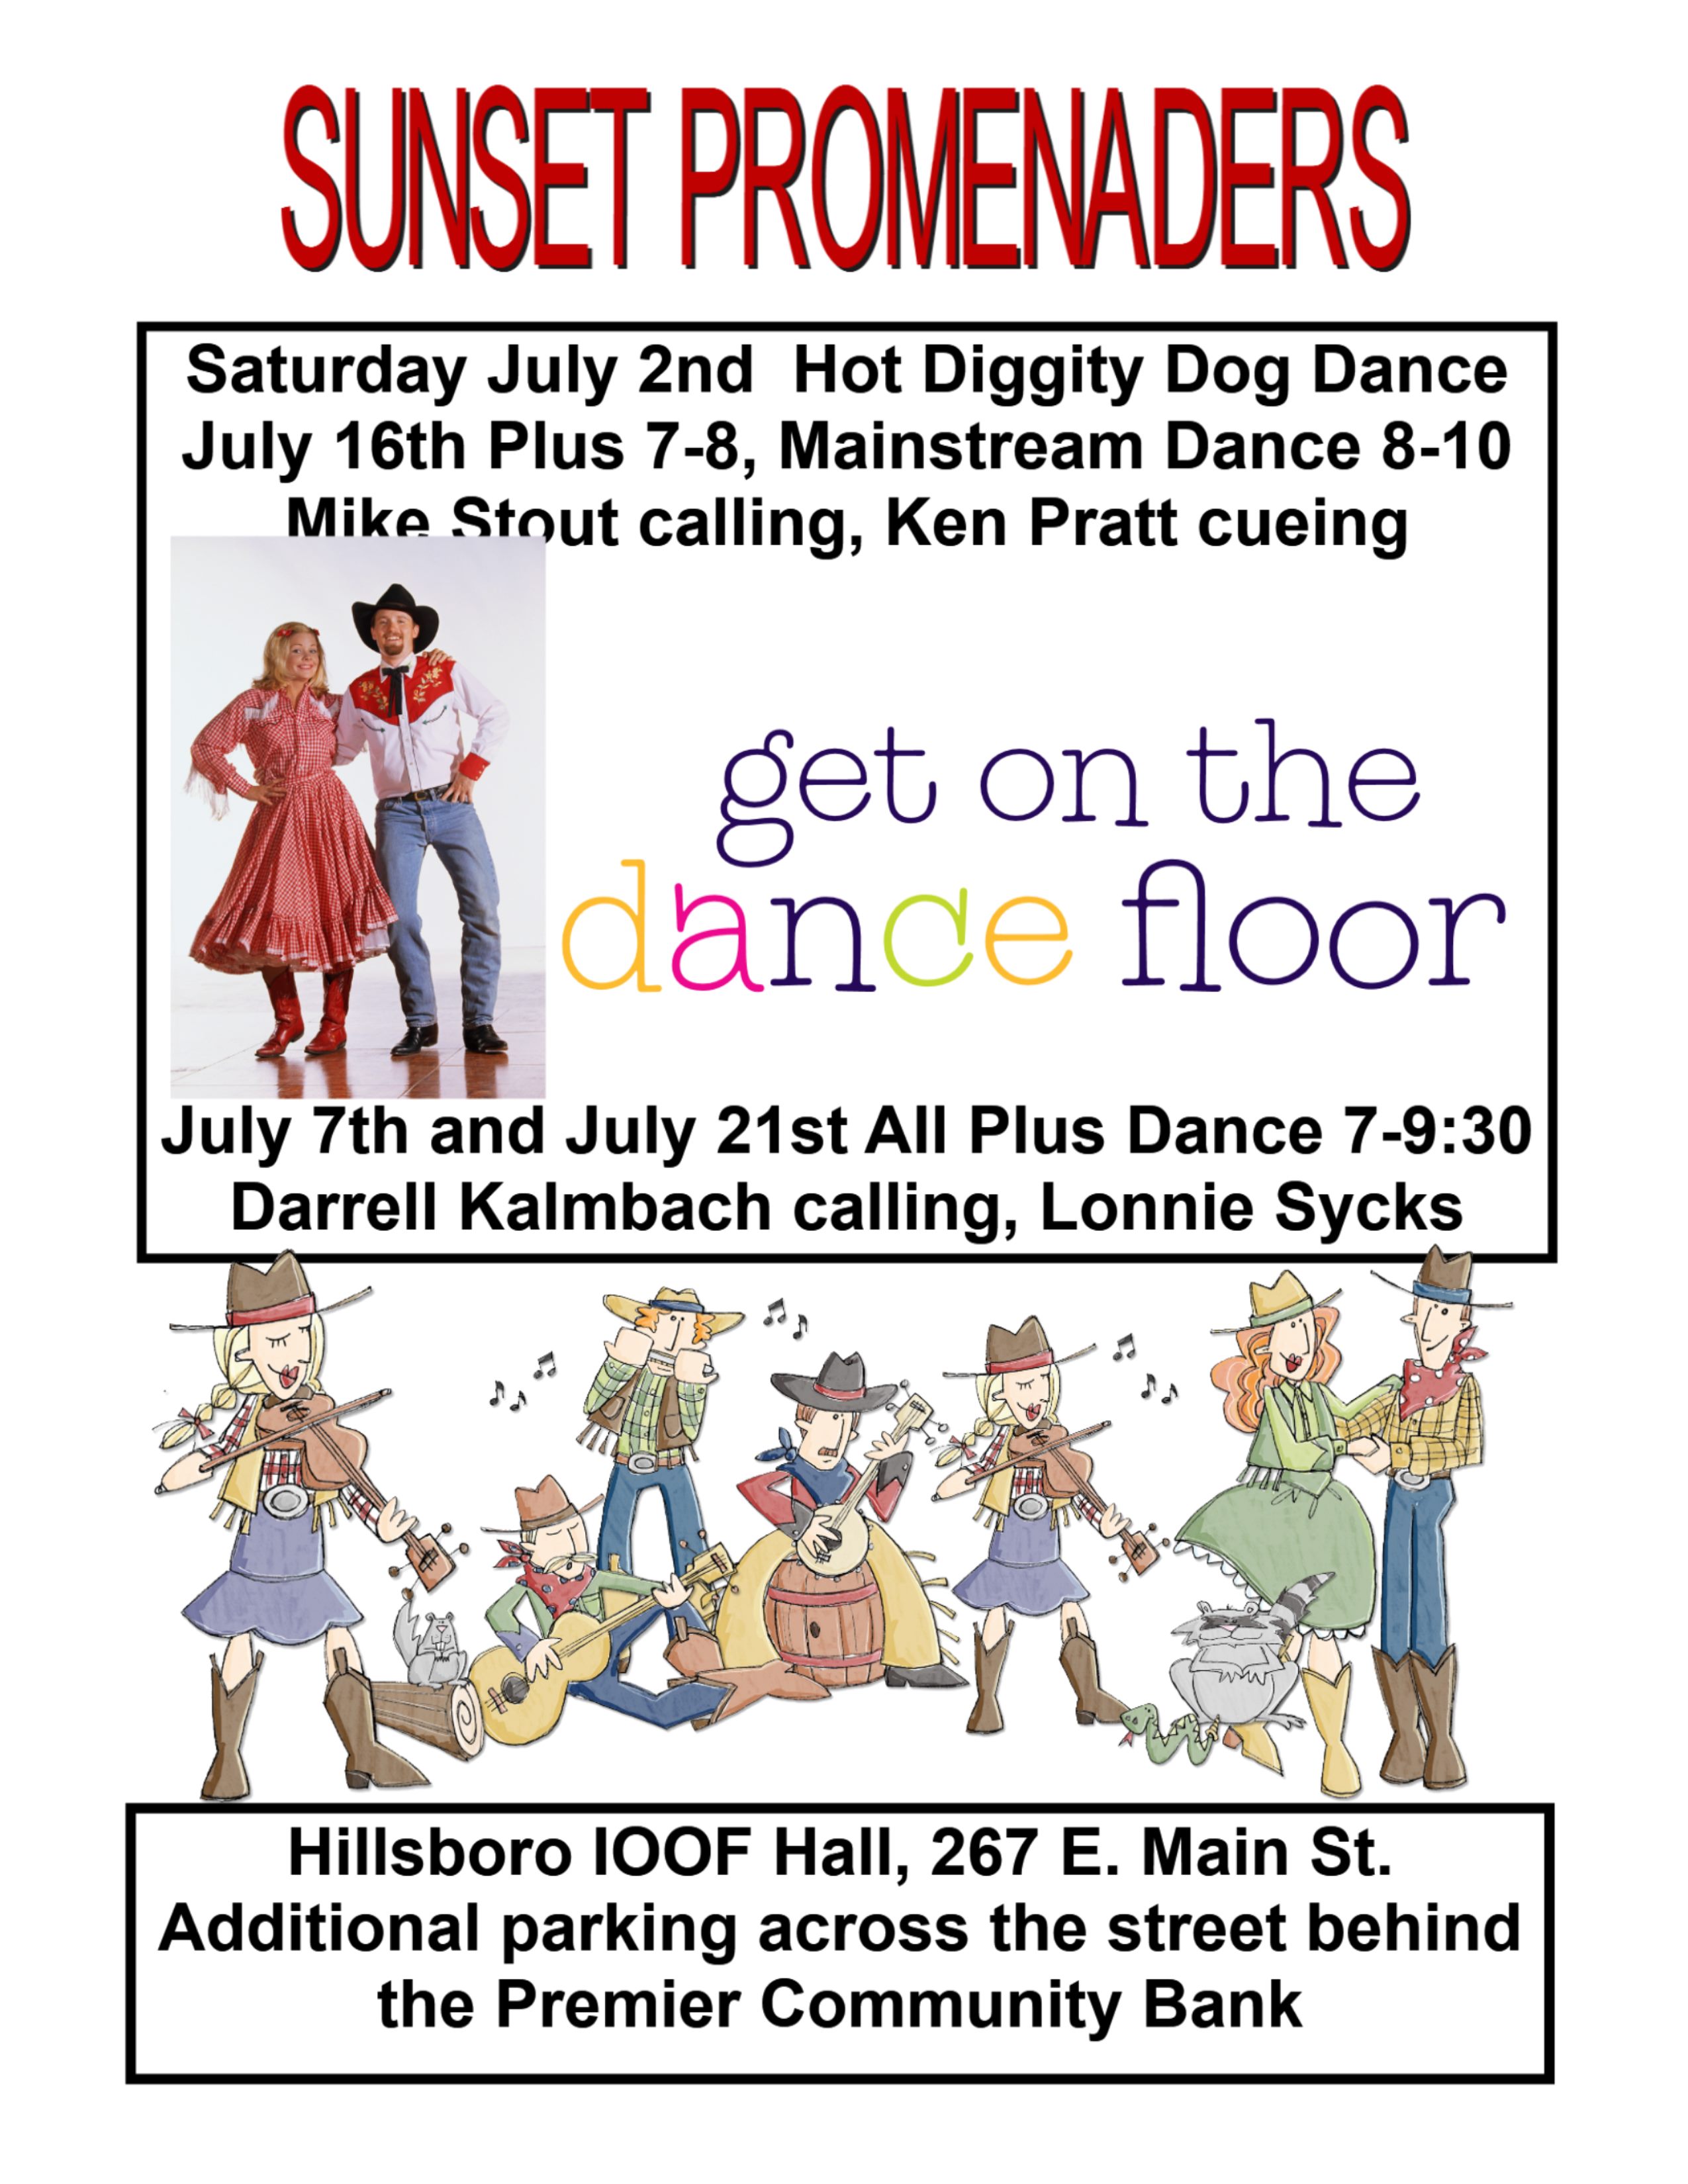 SUNSET PROMENADERS
Saturday July 2nd Hot Diggity Dog Dance
July 16th Plus 7-8, Mainstream Dance 8-10
Mike Stout calling, Ken Pratt cueing
get on the
dance floor
July 7th and July 21st All Plus Dance 7-9:30
Darrell Kalmbach calling, Lonnie Sycks
Hillsboro IOOF Hall, 267 E. Main St.
Additional parking across the street behind
the Premier Community Bank